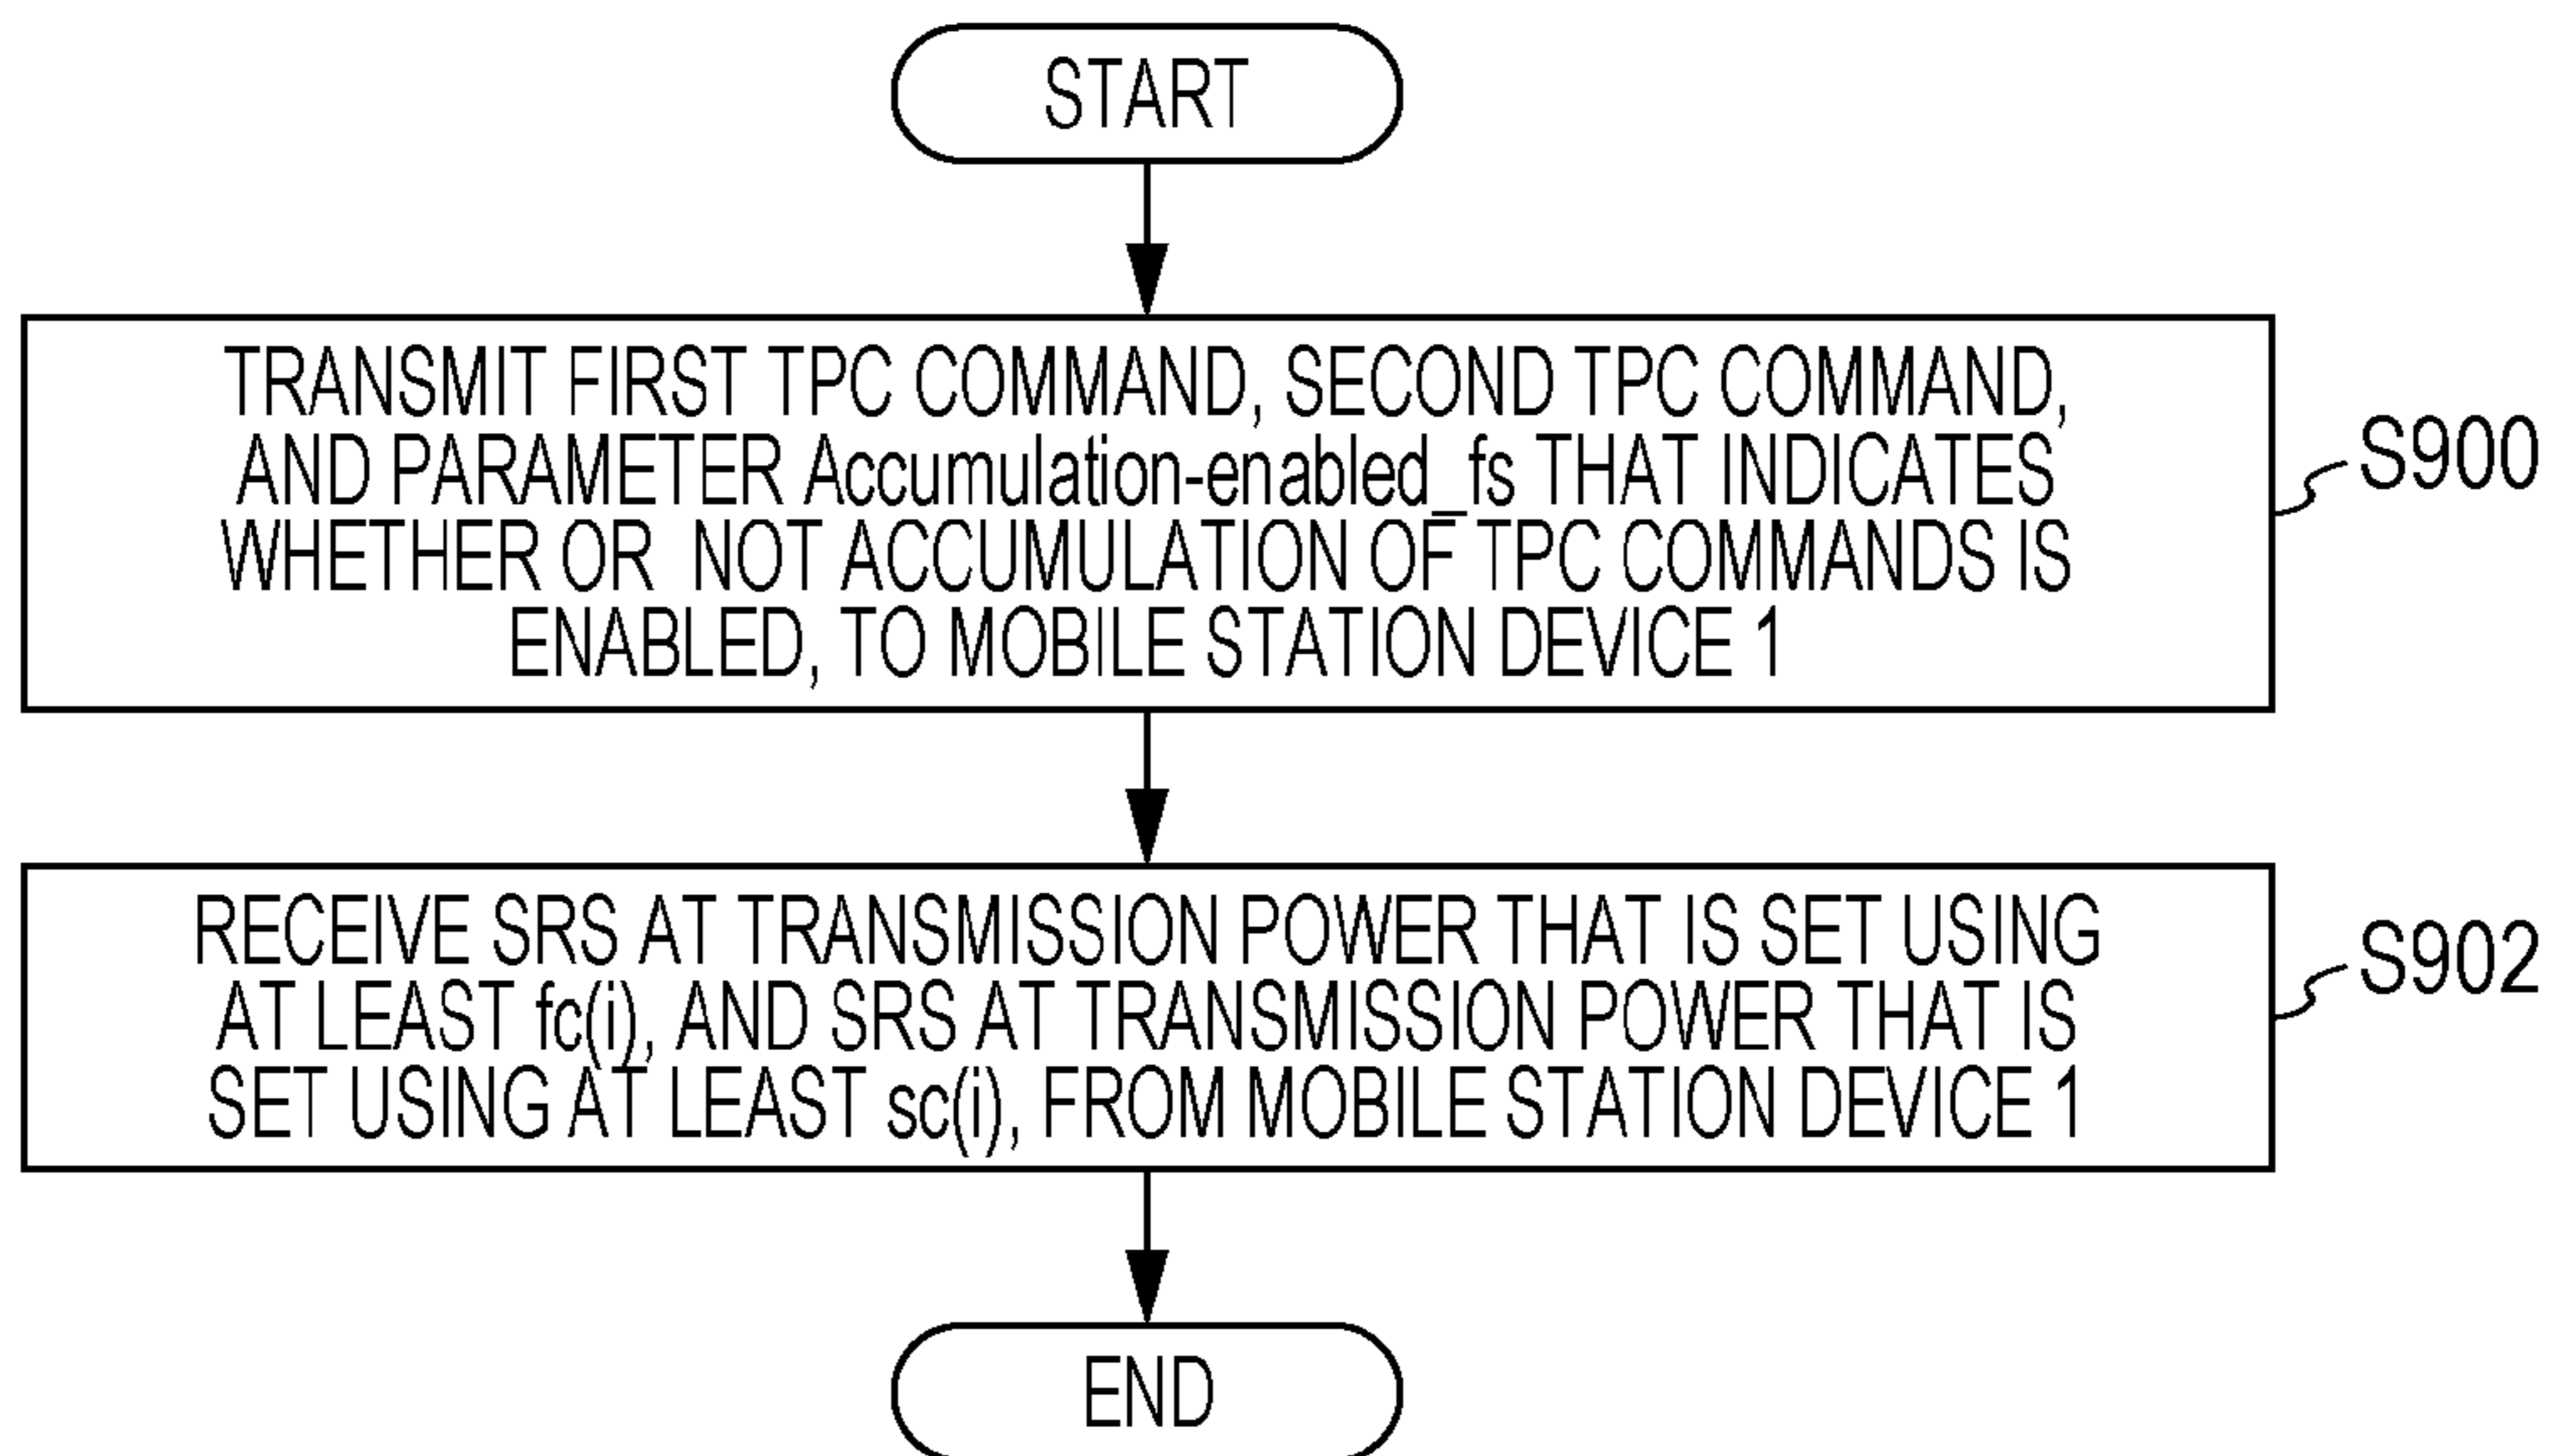 START
TRANSMIT FIRST TPC COMMAND, SECOND TPC COMMAND,
AND PARAMETER Accumulation-enabled_fs THAT INDICATES
WHETHER OR NOT ACCUMULATION OF TPC COMMANDS IS
ENABLED, TO MOBILE STATION DEVICE 1
S900
RECEIVE SRS AT TRANSMISSION POWER THAT IS SET USING
AT LEAST fc(i), AND SRS AT TRANSMISSION POWER THAT IS
SET USING AT LEAST sc(i), FROM MOBILE STATION DEVICE 1
S902
END